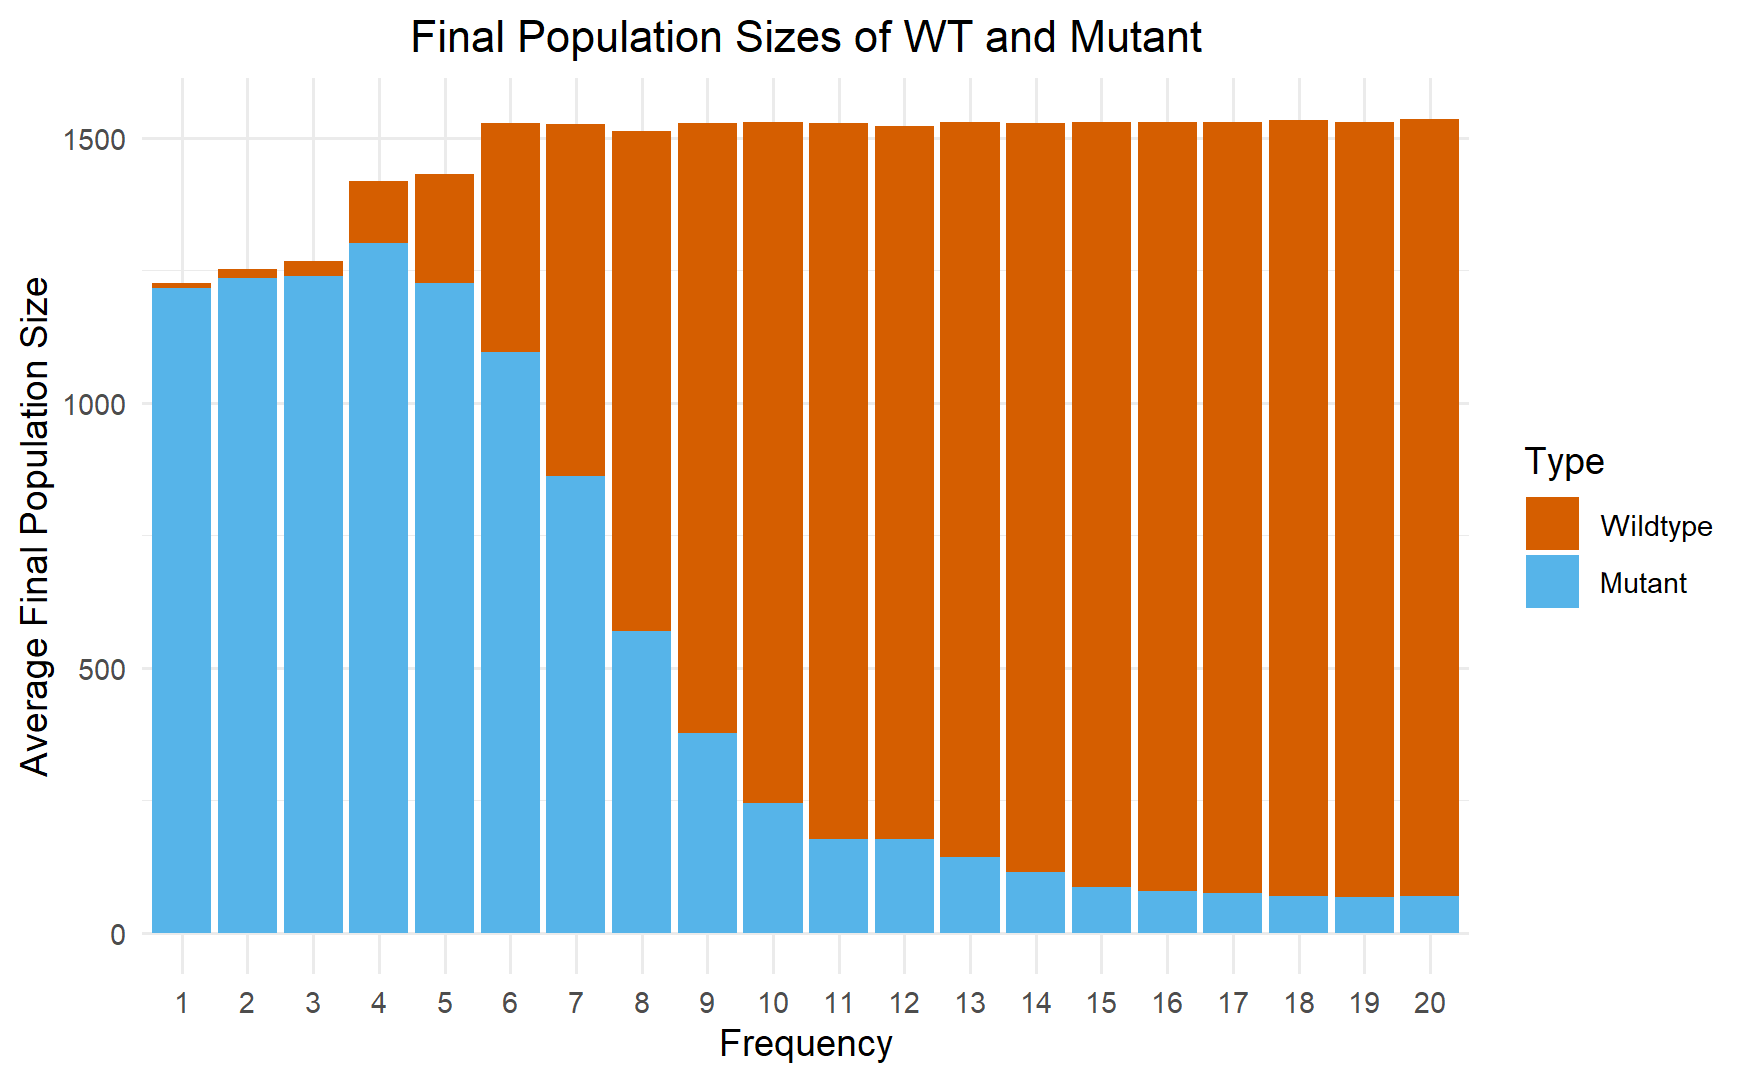 Final Population Sizes of WT and Mutant
Average Final Population Size
1500
1000
500
0
1 2 3 4 5 6 7 8 9 10 11 12 13 14 15 16 17 18 19 20
Frequency
Type
Wildtype
Mutant